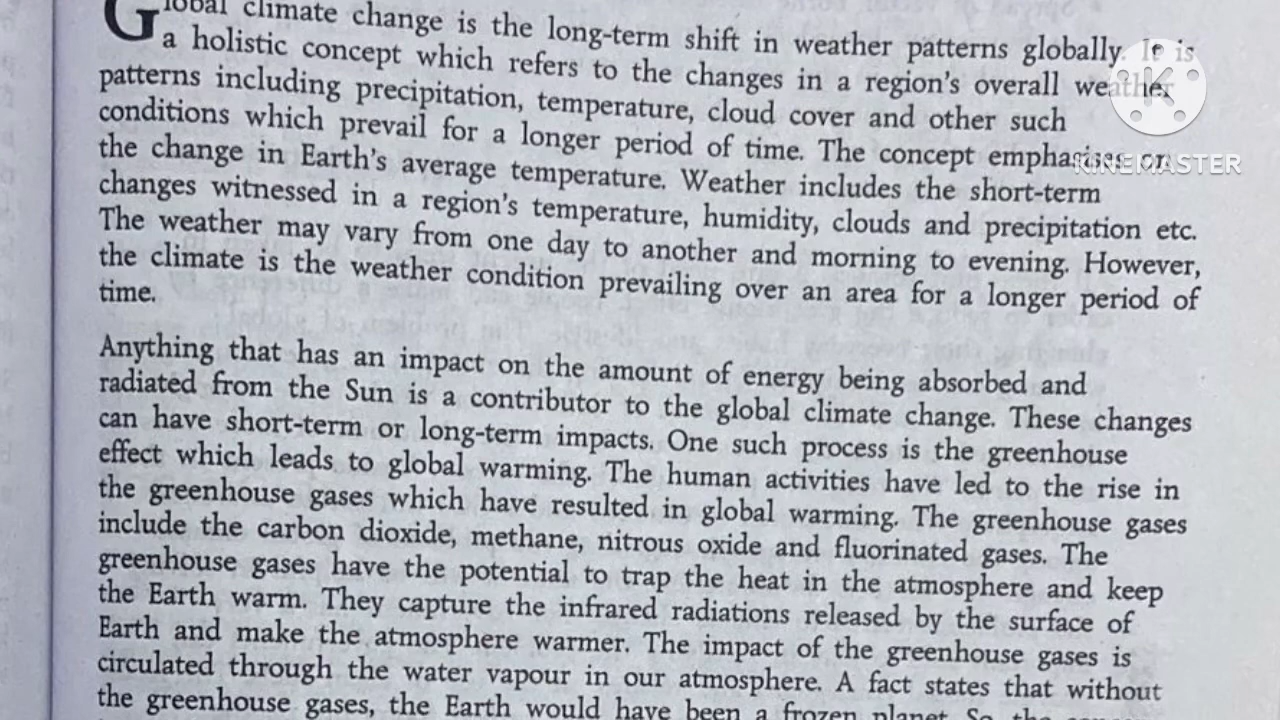 Global climate change is the long-term shift in weather patterns globally. It is
a holistic concept which refers to the changes in a region's overall weather
patterns including precipitation, temperature, cloud cover and other such
conditions which prevail for a longer period of time. The concept emphasises on
the change in Earth's average temperature. Weather includes the short-term
changes witnessed in a region's temperature, humidity, clouds and precipitation etc.
The weather may vary from one day to another and morning to evening. However,
the climate is the weather condition prevailing over an area for a longer period of
time.
Anything that has an impact on the amount of energy being absorbed and
radiated from the Sun is a contributor to the global climate change. These changes
can have short-term or long-term impacts. One such process is the greenhouse
effect which leads to global warming. The human activities have led to the rise in
the greenhouse gases which have resulted in global warming. The greenhouse gases
include the carbon dioxide, methane, nitrous oxide and fluorinated gases. The
greenhouse gases have the potential to trap the heat in the atmosphere and keep
the Earth warm. They capture the infrared radiations released by the surface of
Earth and make the atmosphere warmer. The impact of the greenhouse gases is
circulated through the water vapour in our atmosphere. A fact states that without
the greenhouse gases, the Earth would have been a frozen planet. So, the
K
KINEMASTER